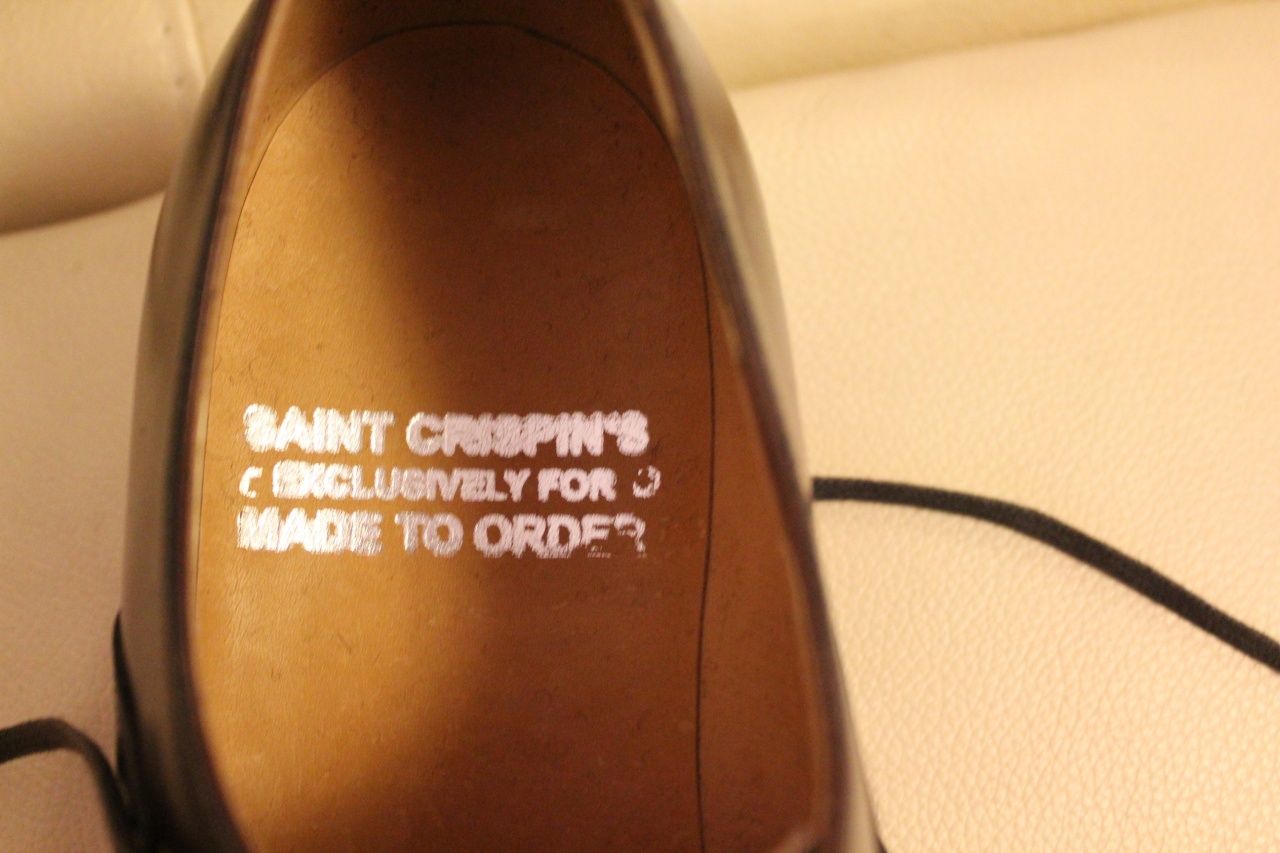 SAINT CRISPIN'S
EXCLUSIVELY FOR
MADE TO ORDER